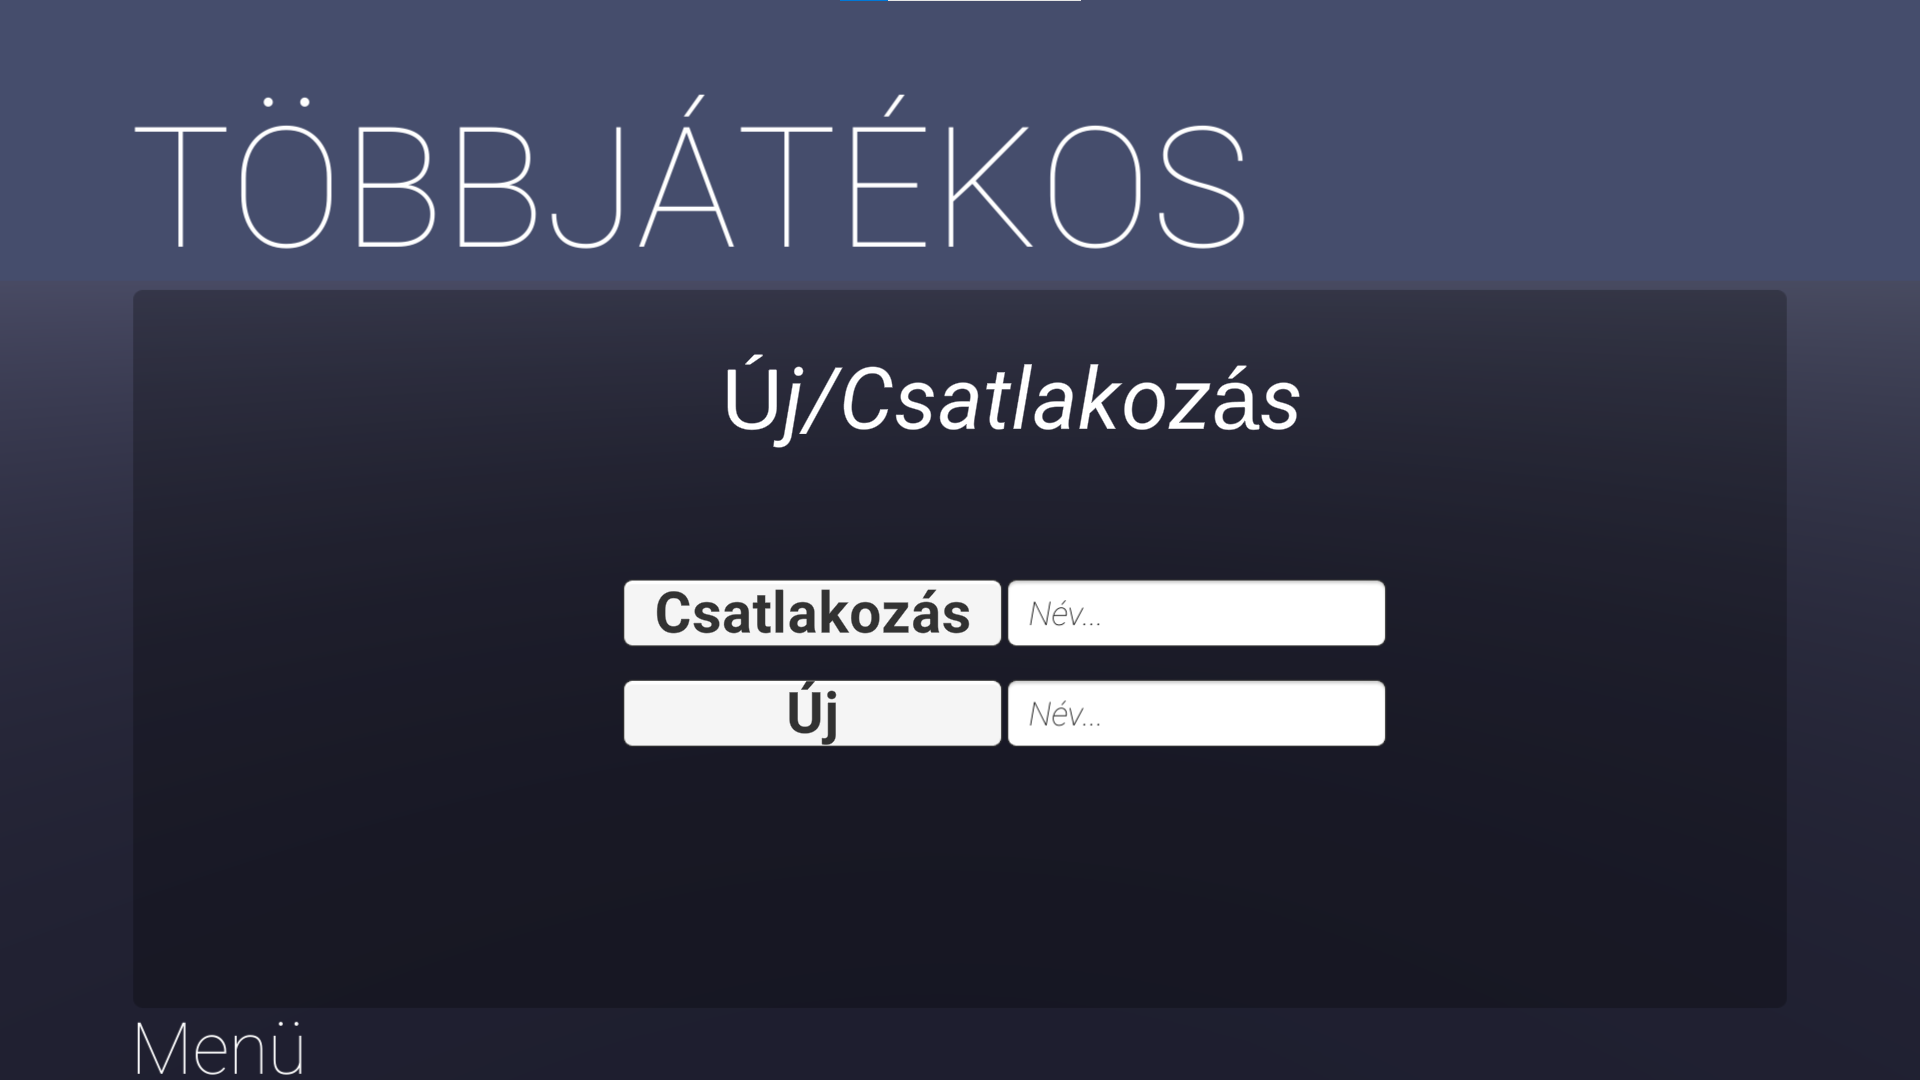 TÖBBJÁTÉKOS
Új/Csatlakozás
Csatlakozás Név...
Új Név...
Menü